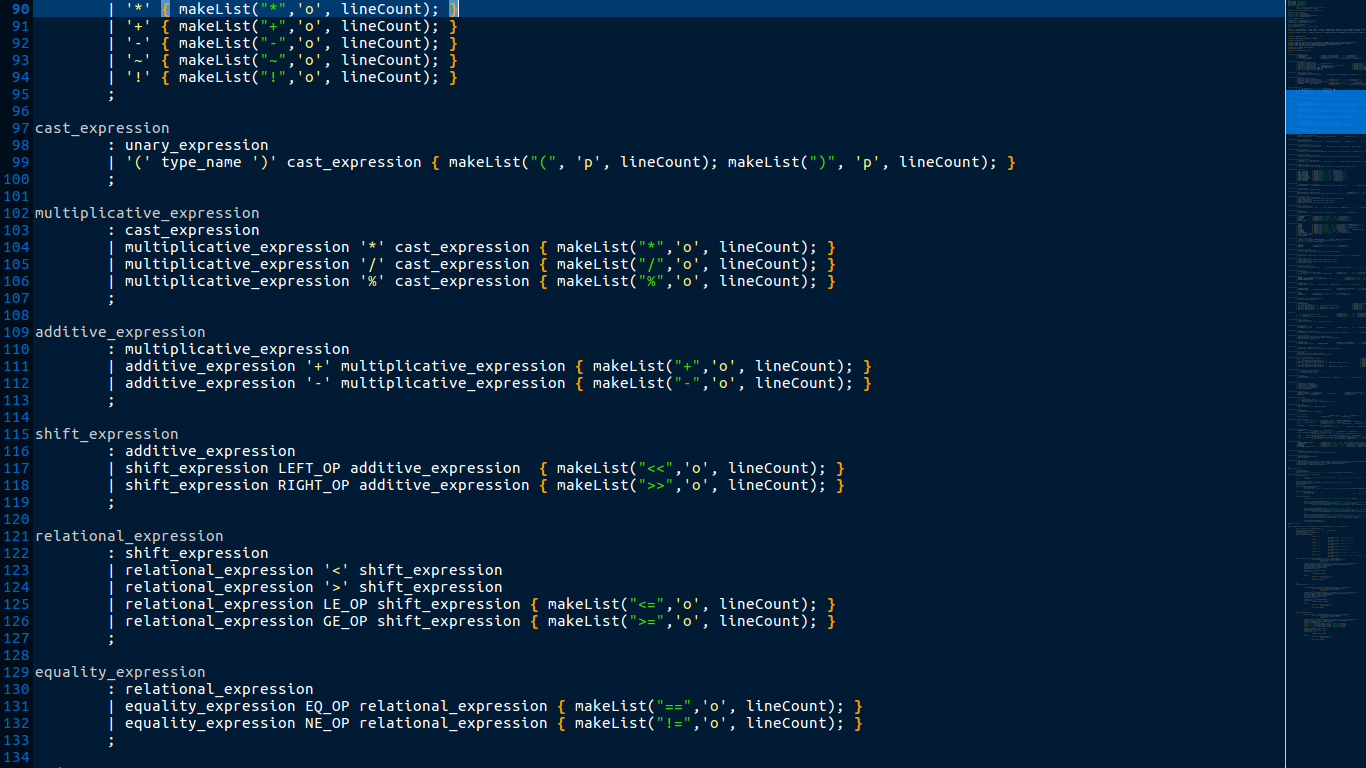 90 | '*' { makeList("*",'o', lineCount); }
91 | '+' { makeList("+",'o', lineCount); }
92 | '-' { makeList("-",'o', lineCount); }
93 | '~' { makeList("~",'o', lineCount); }
94 | '!' { makeList("!",'o', lineCount); }
95 ;
96
97 cast_expression
98 : unary_expression
99 | '(' type_name ')' cast_expression { makeList("(", 'p', lineCount); makeList(")", 'p', lineCount); }
100 ;
101
102 multiplicative_expression
103 : cast_expression
104 | multiplicative_expression '*' cast_expression { makeList("*",'o', lineCount); }
105 | multiplicative_expression '/' cast_expression { makeList("/",'o', lineCount); }
106 | multiplicative_expression '%' cast_expression { makeList("%",'o', lineCount); }
107 ;
108
109 additive_expression
110 : multiplicative_expression
111 | additive_expression '+' multiplicative_expression { makeList("+",'o', lineCount); }
112 | additive_expression '-' multiplicative_expression { makeList("-",'o', lineCount); }
113 ;
114
115 shift_expression
116 : additive_expression
117 | shift_expression LEFT_OP additive_expression  { makeList("<<",'o', lineCount); }
118 | shift_expression RIGHT_OP additive_expression { makeList(">>",'o', lineCount); }
119 ;
120
121 relational_expression
122 : shift_expression
123 | relational_expression '<' shift_expression
124 | relational_expression '>' shift_expression
125 | relational_expression LE_OP shift_expression { makeList("<=",'o', lineCount); }
126 | relational_expression GE_OP shift_expression { makeList(">=",'o', lineCount); }
127 ;
128
129 equality_expression
130 : relational_expression
131 | equality_expression EQ_OP relational_expression { makeList("==",'o', lineCount); }
132 | equality_expression NE_OP relational_expression { makeList("!=",'o', lineCount); }
133 ;
134